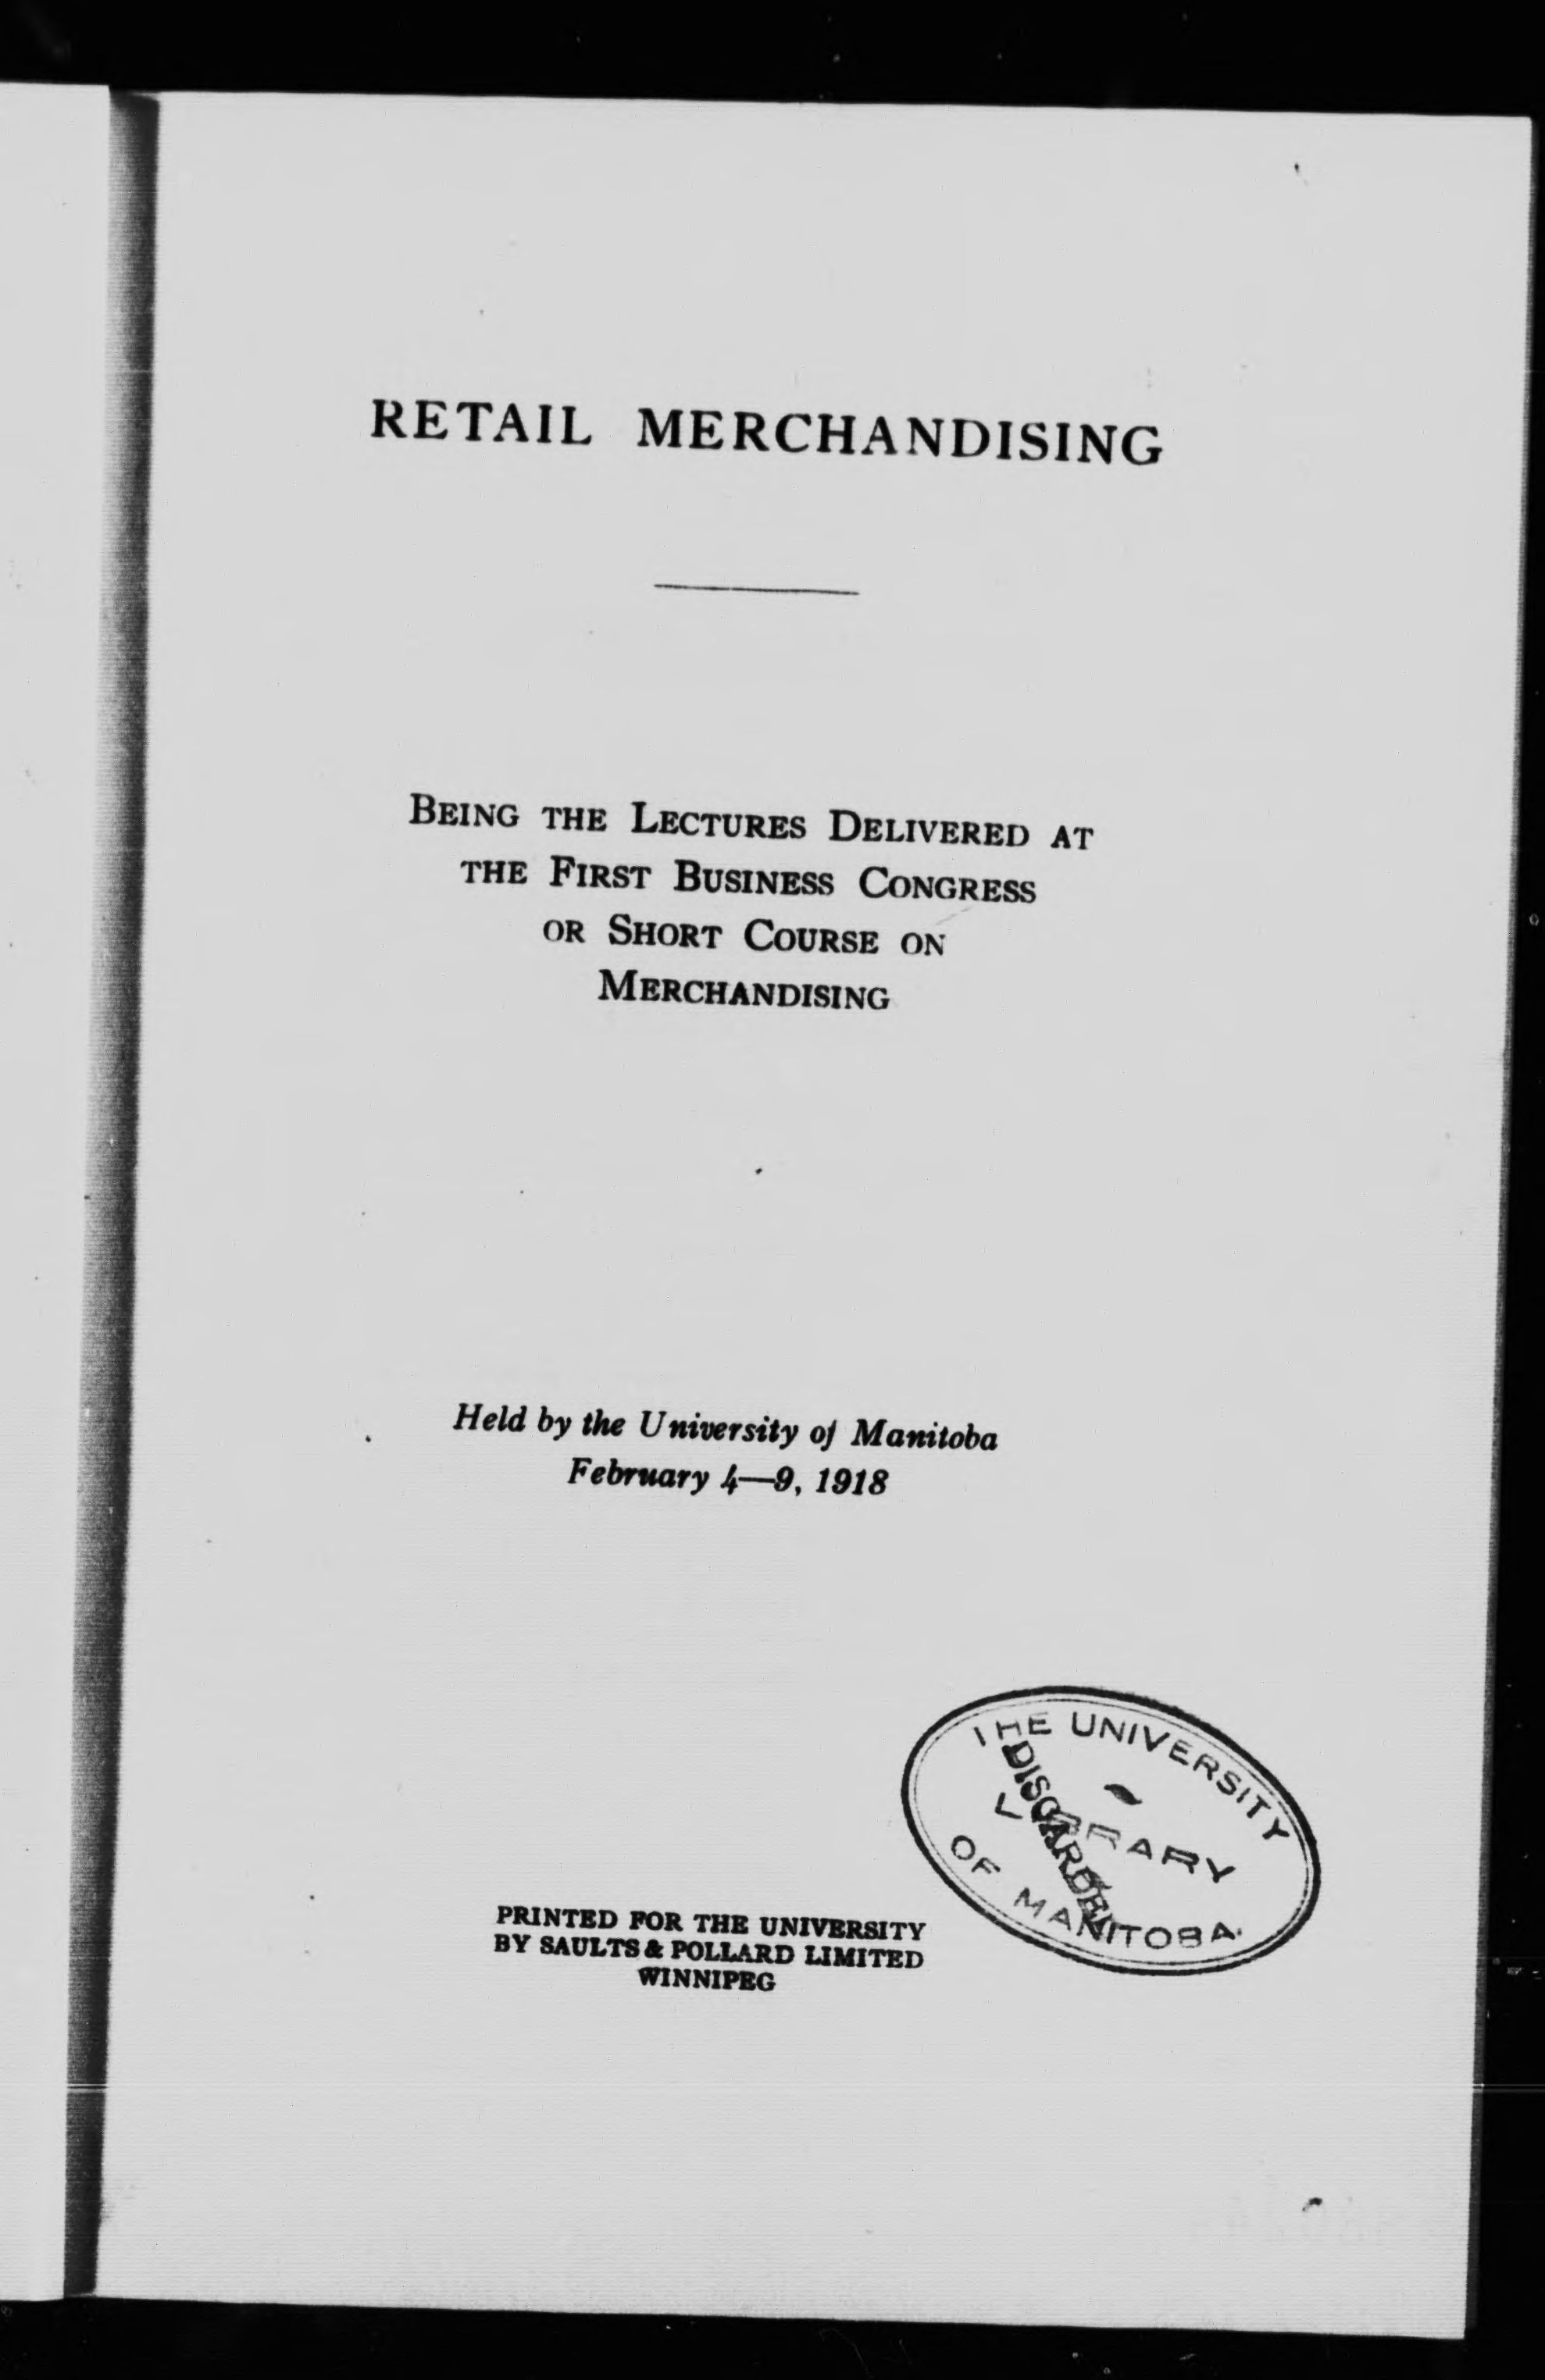 RETAIL MERCHANDISING
BEING THE LECTURES DELIVERED AT
THE FIRST BUSINESS CONGRESS
OR SHORT COURSE ON
MERCHANDISING
Held by the University of Manitoba
February 4—9, 1918
THE UNIVERSITY
LIBRARY
OF MANITOBA.
DISCARDED
PRINTED FOR THE UNIVERSITY
BY SAULTS & POLLARD LIMITED
WINNIPEG